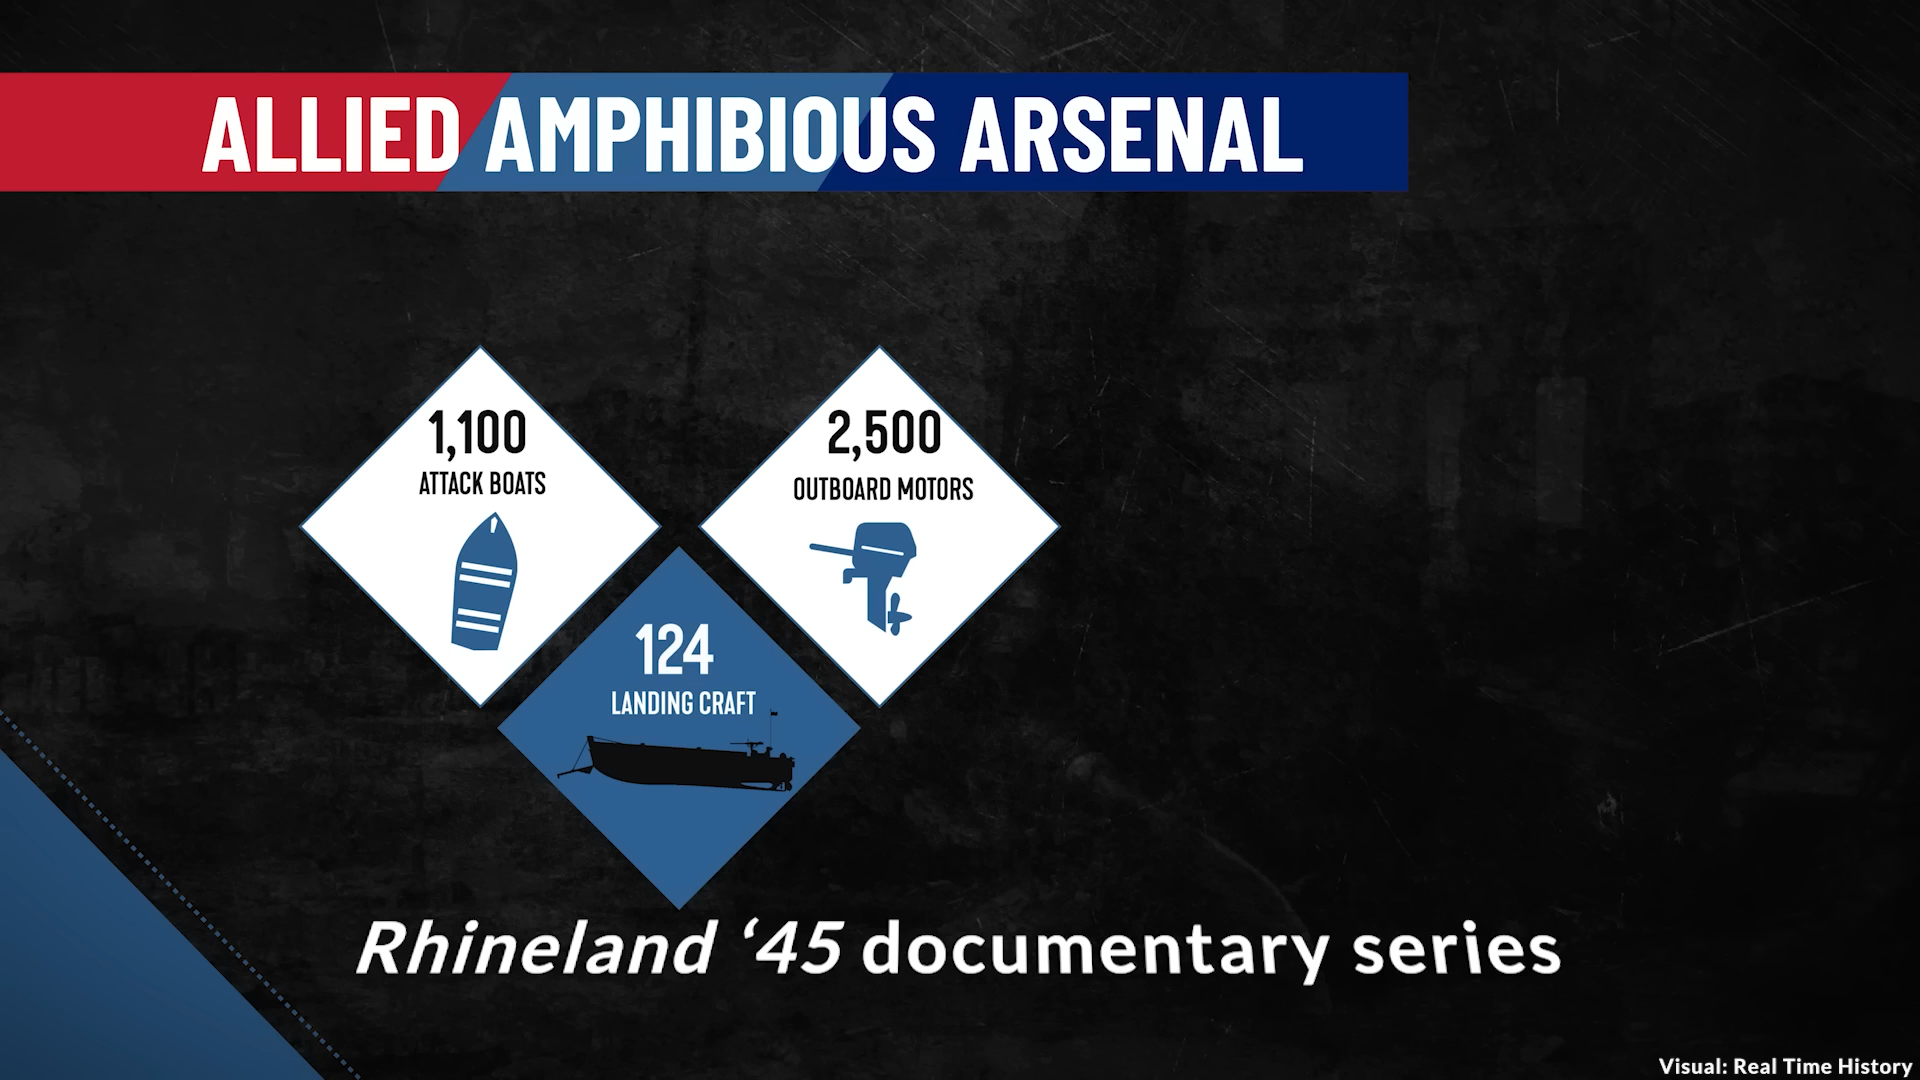 ALLIED AMPHIBIOUS ARSENAL
1,100
ATTACK BOATS
2,500
OUTBOARD MOTORS
124
LANDING CRAFT
Rhineland ‘45 documentary series
Visual: Real Time History